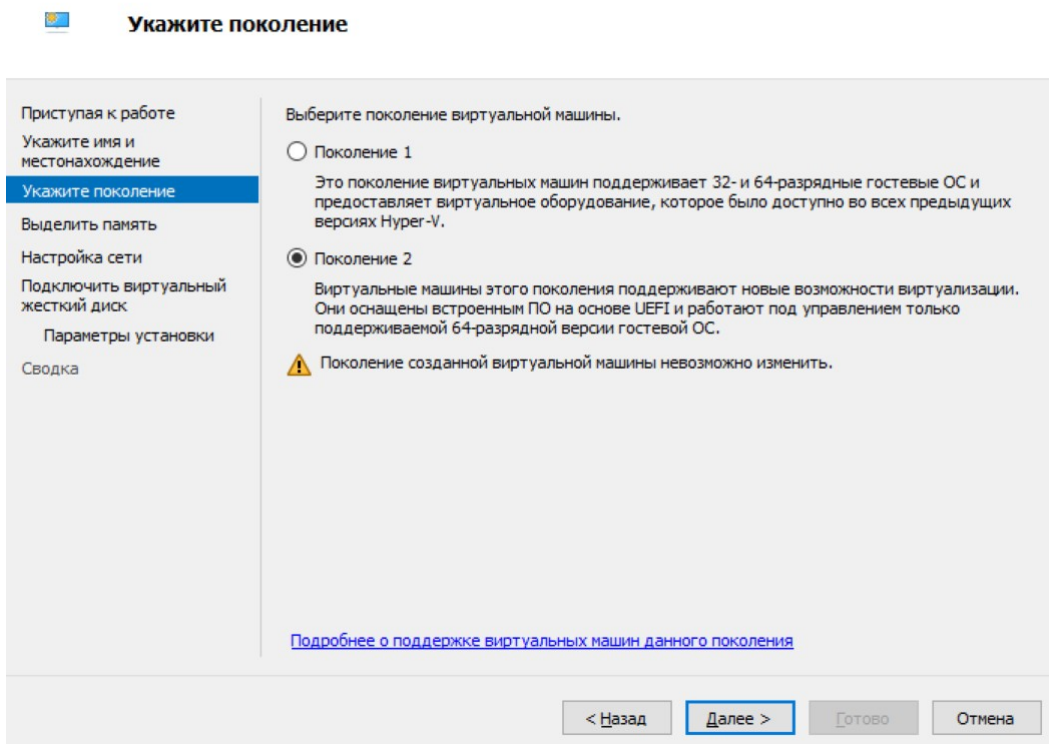 Укажите поколение
Приступая к работе
Укажите имя и
местонахождение
Укажите поколение
Выделить память
Настройка сети
Подключить виртуальный
жесткий диск
Параметры установки
Сводка
Выберите поколение виртуальной машины.
Поколение 1
Это поколение виртуальных машин поддерживает 32- и 64-разрядные гостевые ОС и
предоставляет виртуальное оборудование, которое было доступно во всех предыдущих
версиях Hyper-V.
Поколение 2
Виртуальные машины этого поколения поддерживают новые возможности виртуализации.
Они оснащены встроенным ПО на основе UEFI и работают под управлением только
поддерживаемой 64-разрядной версии гостевой ОС.
Поколение созданной виртуальной машины невозможно изменить.
Подробнее о поддержке виртуальных машин данного поколения
< Назад
Далее >
Готово
Отмена